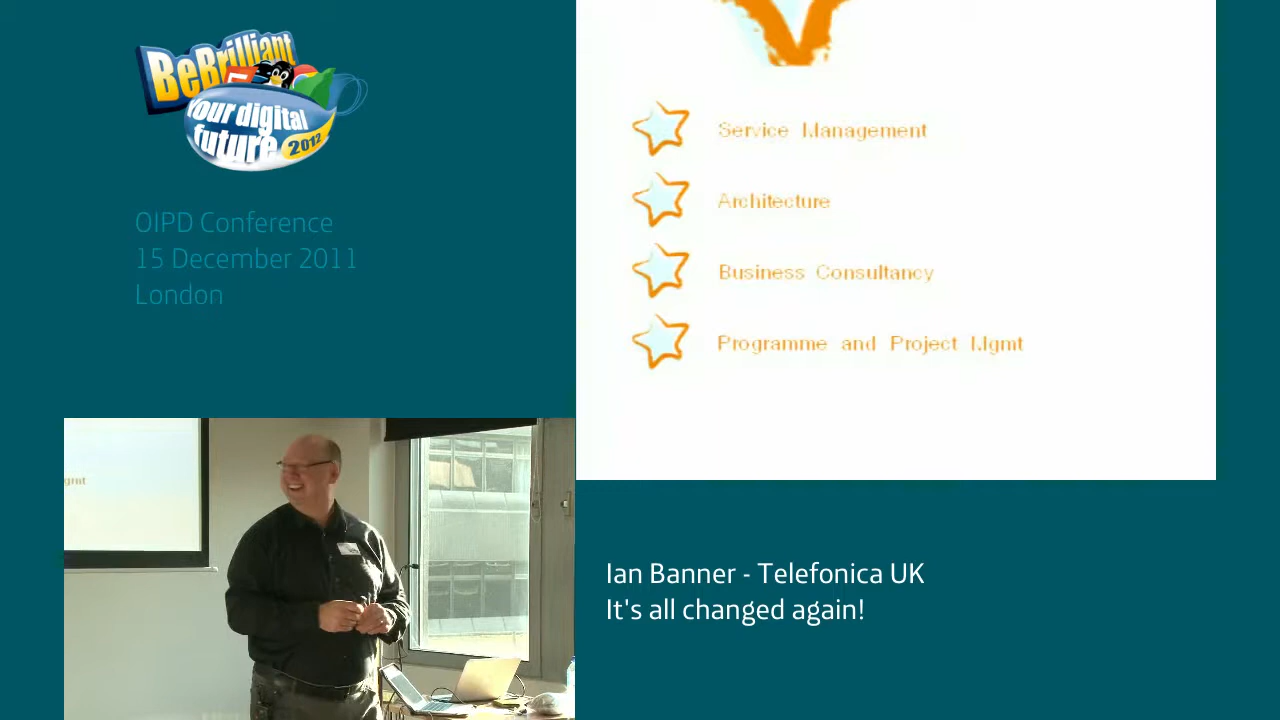 BeBrilliant
Your digital
future
2012
OIPD Conference
15 December 2011
London
Service Management
Architecture
Business Consultancy
Programme and Project Mgmt
gmt
Ian Banner - Telefonica UK
It's all changed again!